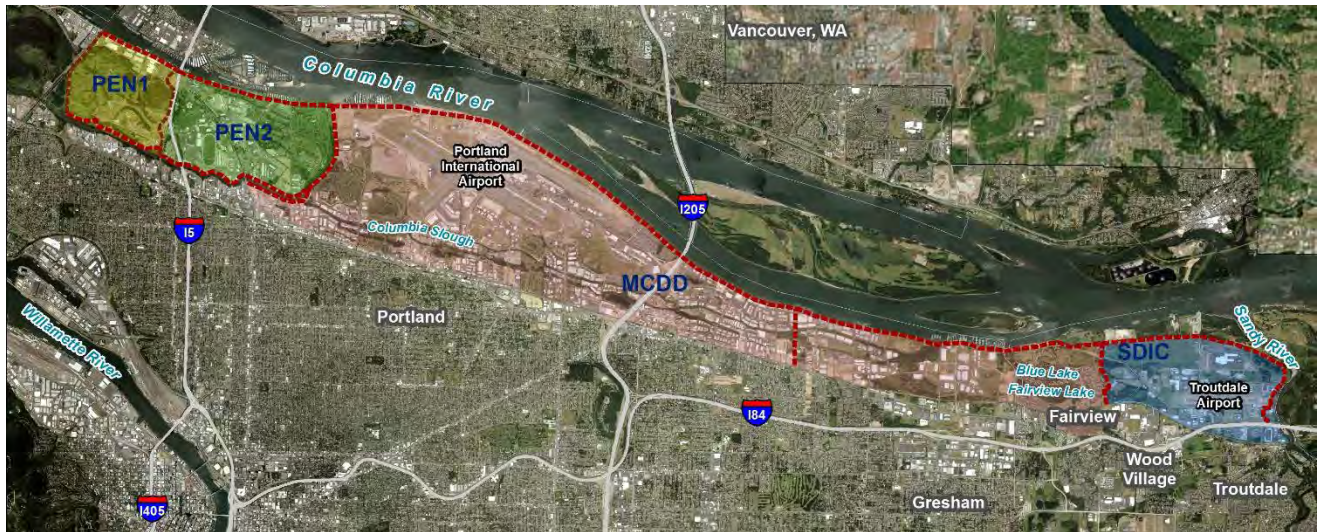 Vancouver, WA
PEN1
Columbia River
PEN2
Portland
International
Airport
I205
Columbia Slough
I5
MCDD
Portland
Willamette River
Sandy River
SDIC
Blue Lake
Fairview Lake
Troutdale
Airport
I84
Fairview
Wood
Village
Gresham
Troutdale
I405